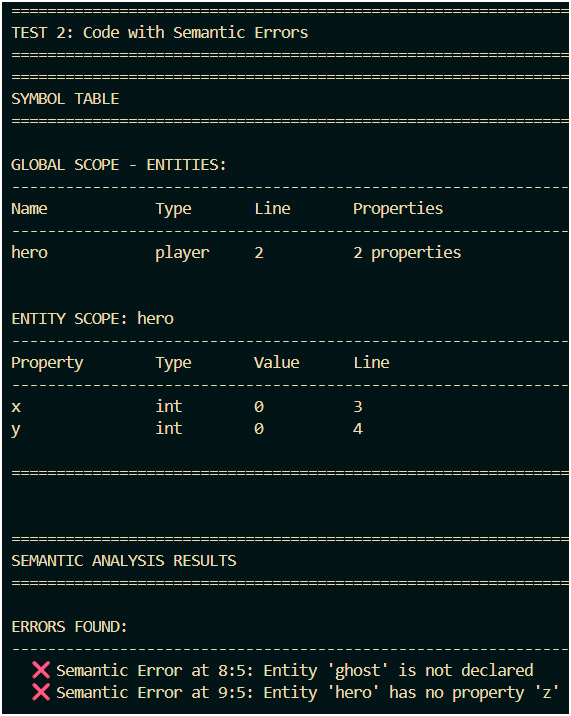 ==============================================================
TEST 2: Code with Semantic Errors
==============================================================
==============================================================
SYMBOL TABLE
==============================================================
GLOBAL SCOPE - ENTITIES:
--------------------------------------------------------------
Name            Type       Line       Properties
--------------------------------------------------------------
hero            player     2          2 properties
ENTITY SCOPE: hero
--------------------------------------------------------------
Property        Type       Value      Line
--------------------------------------------------------------
x               int        0          3
y               int        0          4
==============================================================
==============================================================
SEMANTIC ANALYSIS RESULTS
==============================================================
ERRORS FOUND:
--------------------------------------------------------------
❌ Semantic Error at 8:5: Entity 'ghost' is not declared
❌ Semantic Error at 9:5: Entity 'hero' has no property 'z'